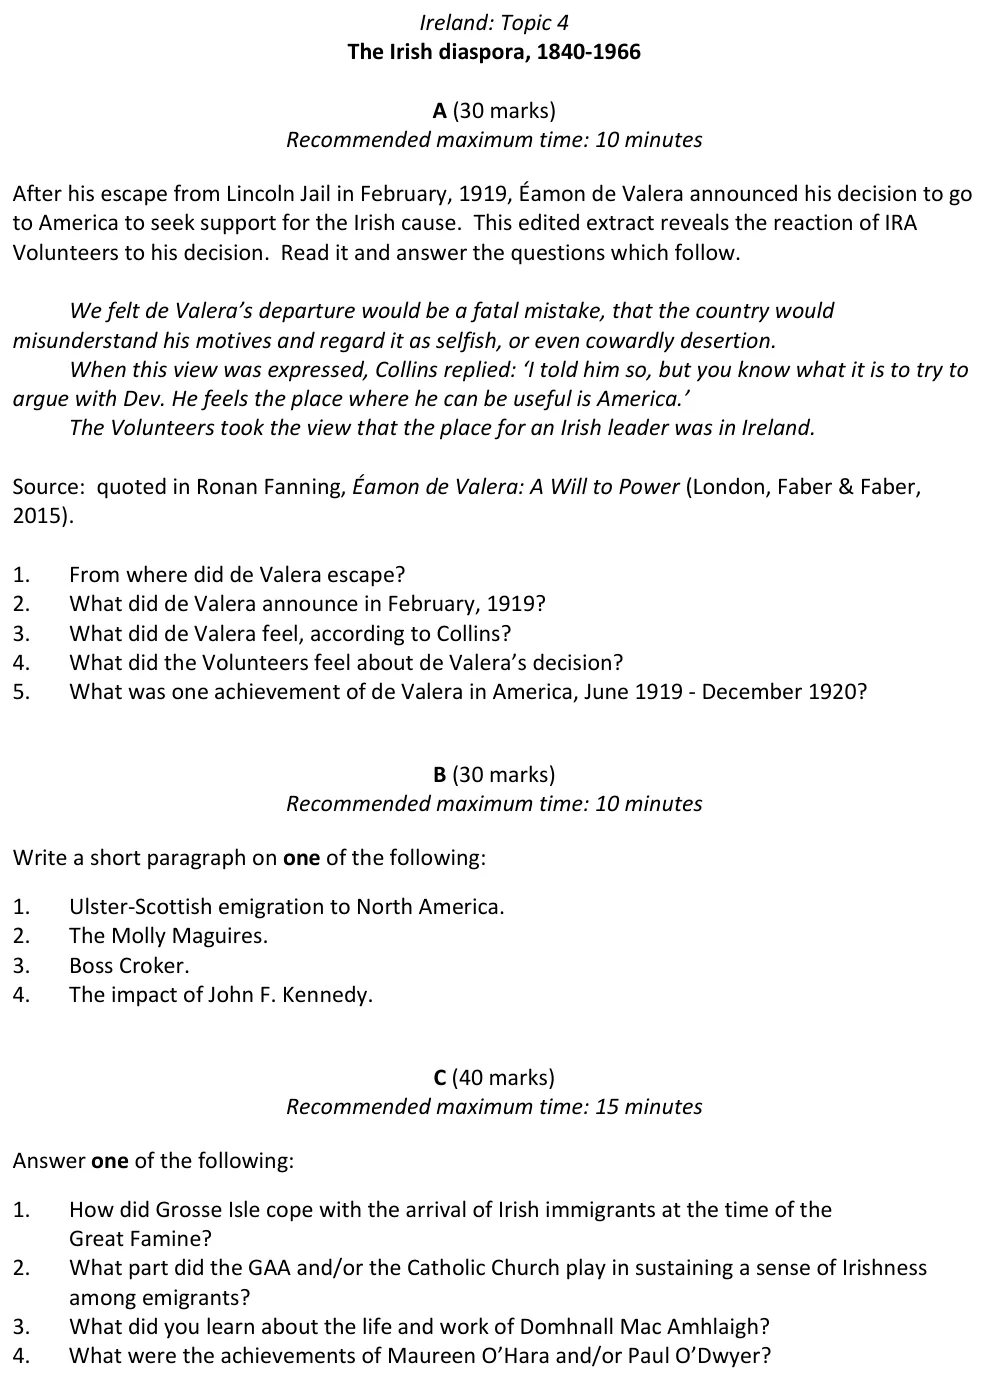 Ireland: Topic 4
The Irish diaspora, 1840-1966
A (30 marks)
Recommended maximum time: 10 minutes
After his escape from Lincoln Jail in February, 1919, Éamon de Valera announced his decision to go
to America to seek support for the Irish cause.  This edited extract reveals the reaction of IRA
Volunteers to his decision.  Read it and answer the questions which follow.
We felt de Valera’s departure would be a fatal mistake, that the country would
misunderstand his motives and regard it as selfish, or even cowardly desertion.
When this view was expressed, Collins replied: ‘I told him so, but you know what it is to try to
argue with Dev. He feels the place where he can be useful is America.’
The Volunteers took the view that the place for an Irish leader was in Ireland.
Source:  quoted in Ronan Fanning, Éamon de Valera: A Will to Power (London, Faber & Faber,
2015).
1. From where did de Valera escape?
2. What did de Valera announce in February, 1919?
3. What did de Valera feel, according to Collins?
4. What did the Volunteers feel about de Valera’s decision?
5. What was one achievement of de Valera in America, June 1919 - December 1920?
B (30 marks)
Recommended maximum time: 10 minutes
Write a short paragraph on one of the following:
1. Ulster-Scottish emigration to North America.
2. The Molly Maguires.
3. Boss Croker.
4. The impact of John F. Kennedy.
C (40 marks)
Recommended maximum time: 15 minutes
Answer one of the following:
1. How did Grosse Isle cope with the arrival of Irish immigrants at the time of the
Great Famine?
2. What part did the GAA and/or the Catholic Church play in sustaining a sense of Irishness
among emigrants?
3. What did you learn about the life and work of Domhnall Mac Amhlaigh?
4. What were the achievements of Maureen O’Hara and/or Paul O’Dwyer?